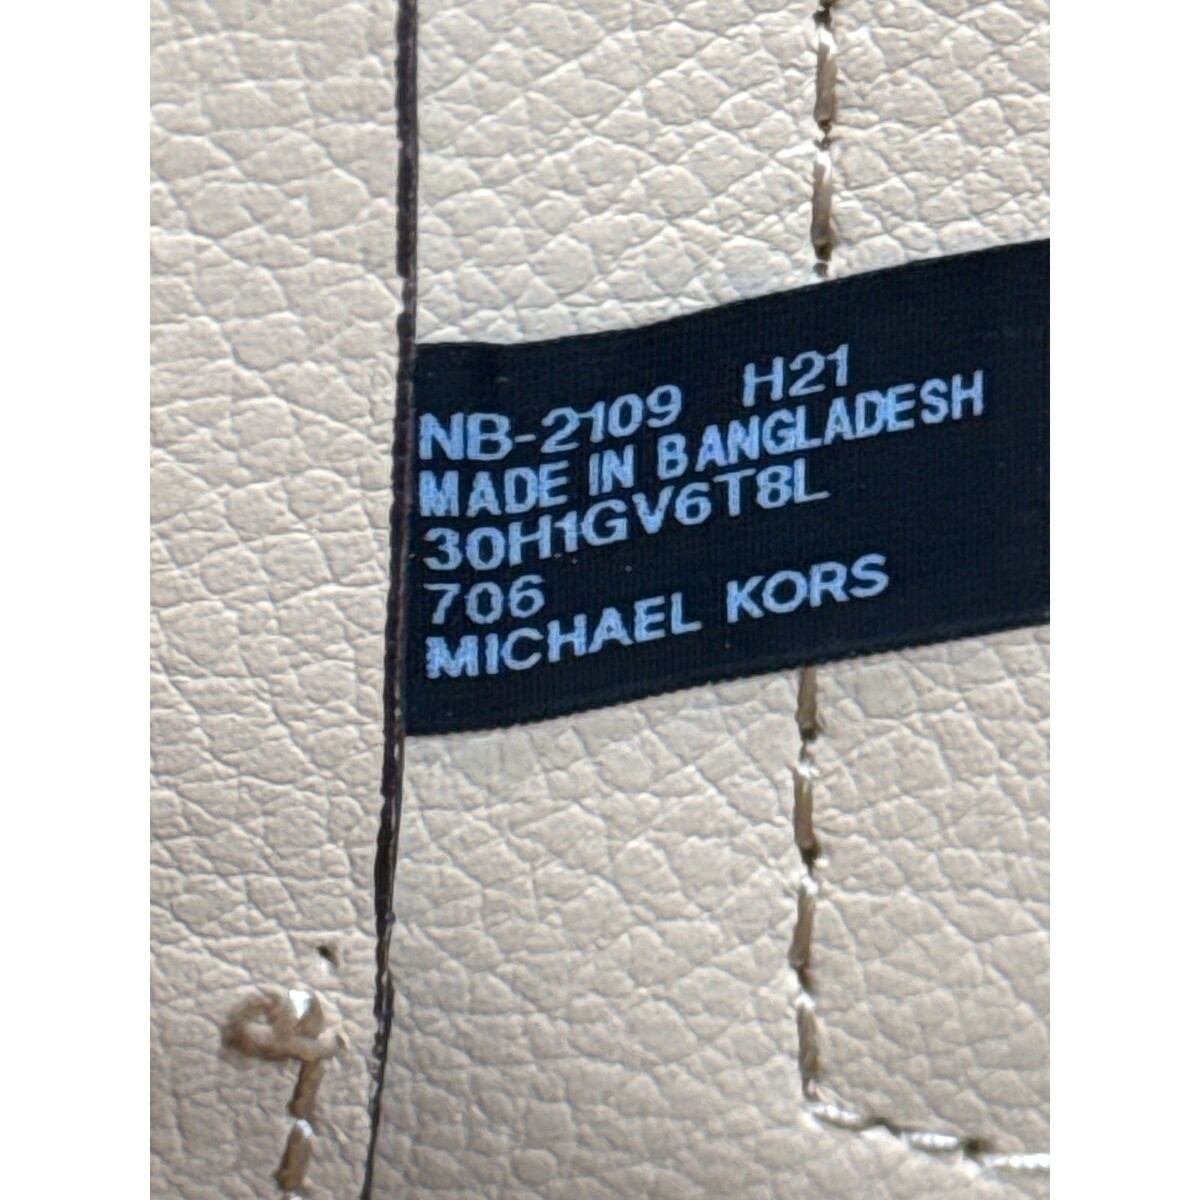 NB-2109 H21
MADE IN BANGLADESH
30H1GV6T8L
706
MICHAEL KORS